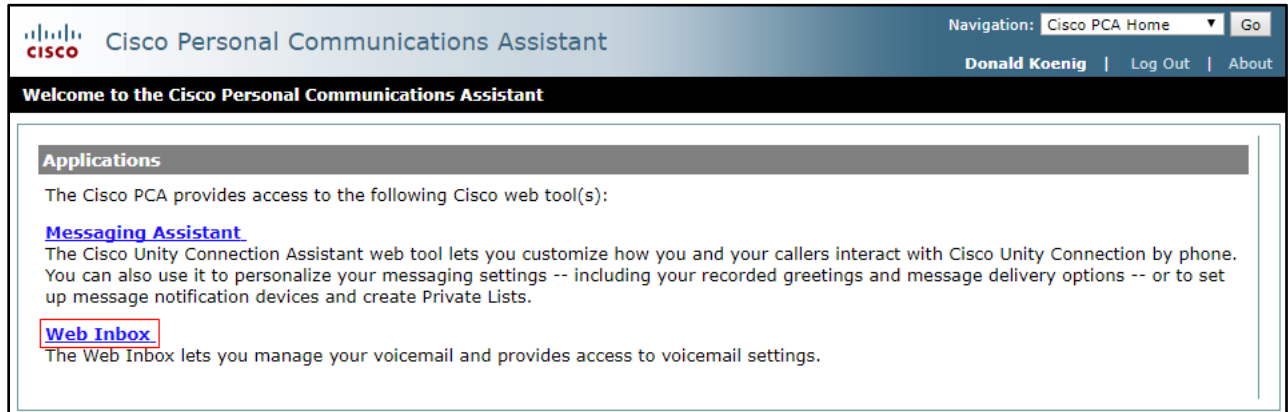 Navigation: Cisco PCA Home Go
CISCO Cisco Personal Communications Assistant
Donald Koenig | Log Out | About
Welcome to the Cisco Personal Communications Assistant
Applications
The Cisco PCA provides access to the following Cisco web tool(s):
Messaging Assistant
The Cisco Unity Connection Assistant web tool lets you customize how you and your callers interact with Cisco Unity Connection by phone.
You can also use it to personalize your messaging settings -- including your recorded greetings and message delivery options -- or to set
up message notification devices and create Private Lists.
Web Inbox
The Web Inbox lets you manage your voicemail and provides access to voicemail settings.